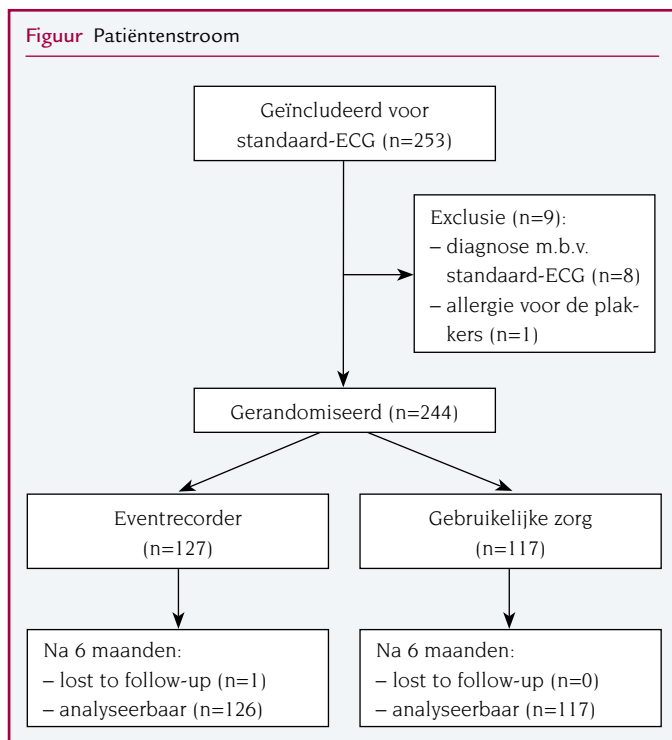 Figuur Patiëntenstroom
Geïncludeerd voor
standaard-ECG (n=253)
Exclusie (n=9):
– diagnose m.b.v.
standaard-ECG (n=8)
– allergie voor de plak-
kers (n=1)
Gerandomiseerd (n=244)
Eventrecorder
(n=127)
Gebruikelijke zorg
(n=117)
Na 6 maanden:
– lost to follow-up (n=1)
– analyseerbaar (n=126)
Na 6 maanden:
– lost to follow-up (n=0)
– analyseerbaar (n=117)